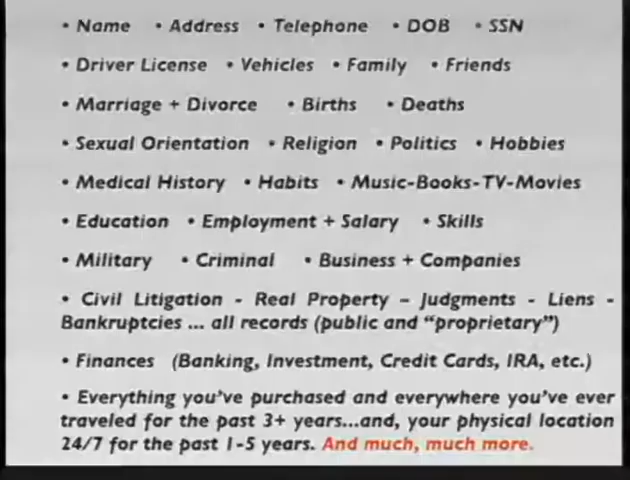 • Name • Address • Telephone • DOB • SSN
• Driver License • Vehicles • Family • Friends
• Marriage + Divorce • Births • Deaths
• Sexual Orientation • Religion • Politics • Hobbies
• Medical History • Habits • Music-Books-TV-Movies
• Education • Employment + Salary • Skills
• Military • Criminal • Business + Companies
• Civil Litigation - Real Property – Judgments - Liens -
Bankruptcies ... all records (public and “proprietary”)
• Finances (Banking, Investment, Credit Cards, IRA, etc.)
• Everything you’ve purchased and everywhere you’ve ever
traveled for the past 3+ years...and, your physical location
24/7 for the past 1-5 years. And much, much more.